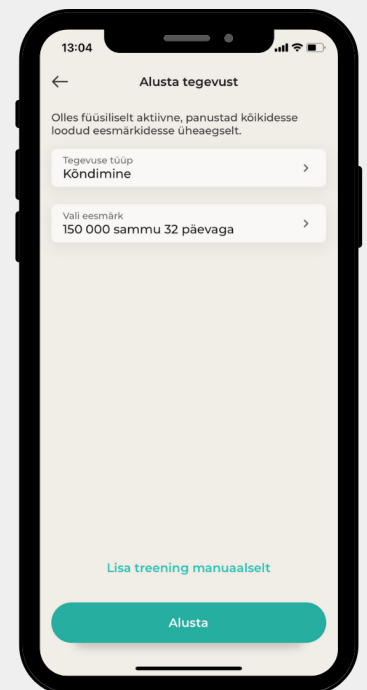 13:04
Alusta tegevust
Olles füüsiliselt aktiivne, panustad kõikidesse
loodud eesmärkidesse üheaegselt.
Tegevuse tüüp
Kõndimine
Vali eesmärk
150 000 sammu 32 päevaga
Lisa treening manuaalselt
Alusta